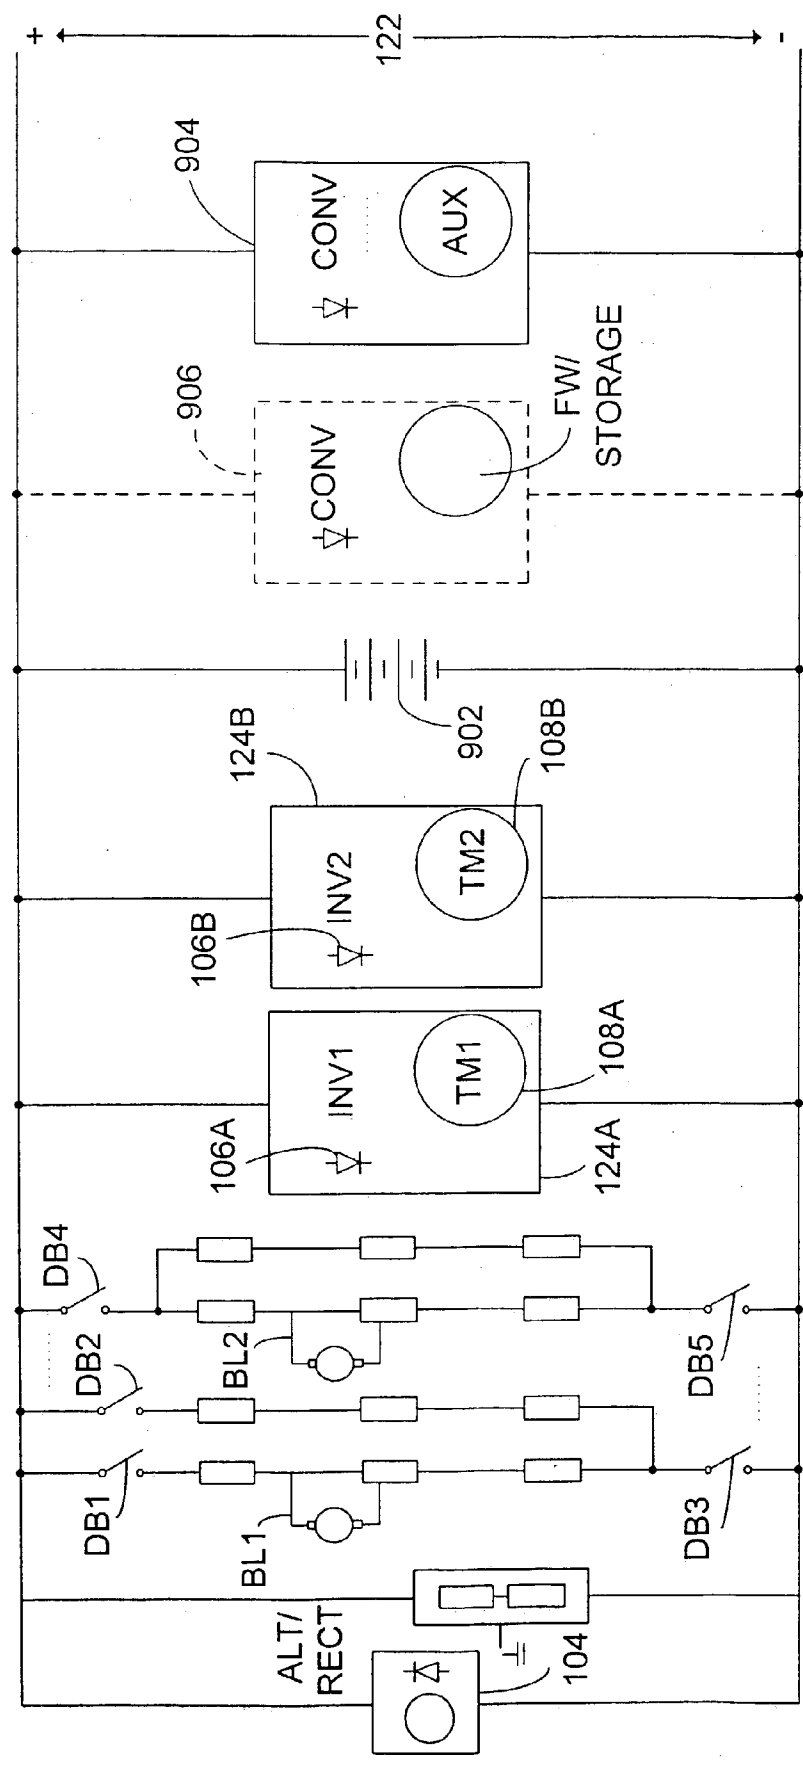 ALT/
RECT
104
DB1
BL1
DB3
DB2
DB4
BL2
DB5
106A
INV1
TM1
108A
124A
106B
INV2
TM2
124B
108B
902
906
CONV
FW/
STORAGE
904
CONV
AUX
+
122
-